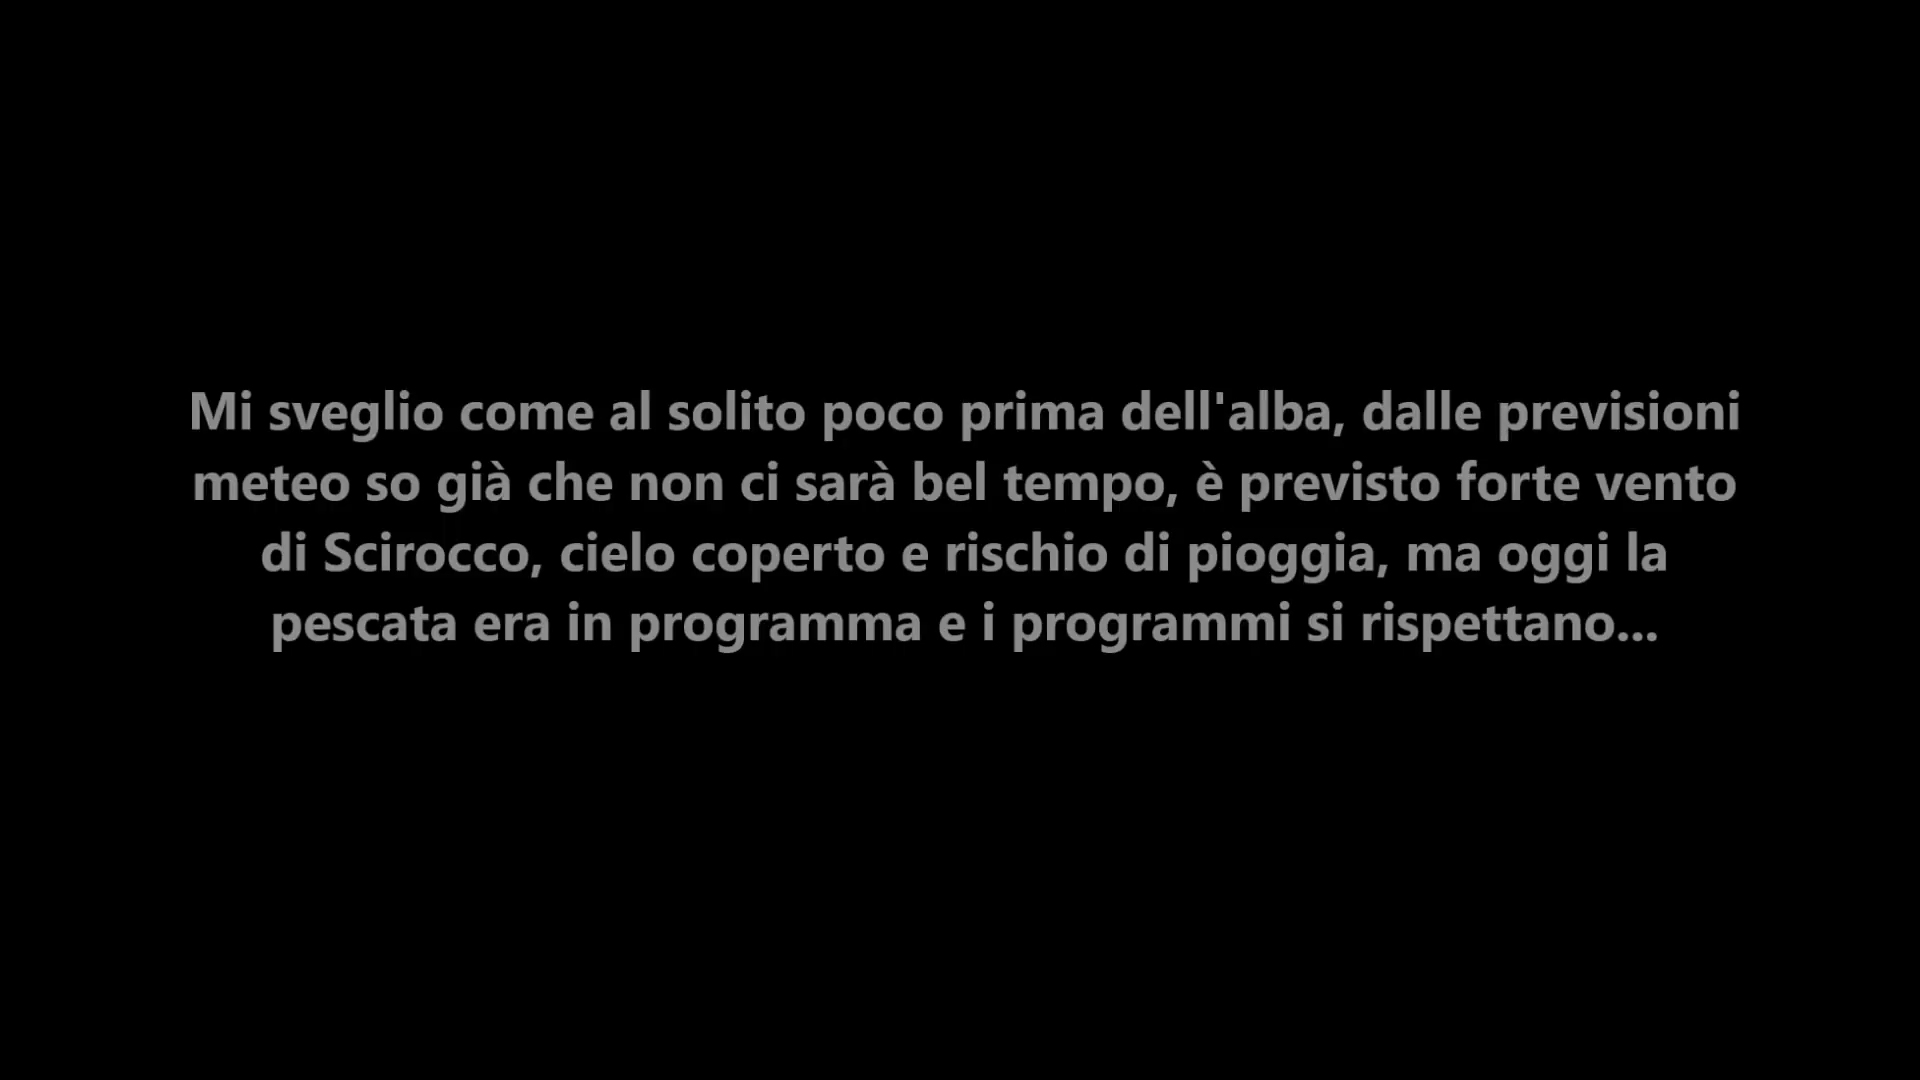 Mi sveglio come al solito poco prima dell'alba, dalle previsioni
meteo so già che non ci sarà bel tempo, è previsto forte vento
di Scirocco, cielo coperto e rischio di pioggia, ma oggi la
pescata era in programma e i programmi si rispettano...